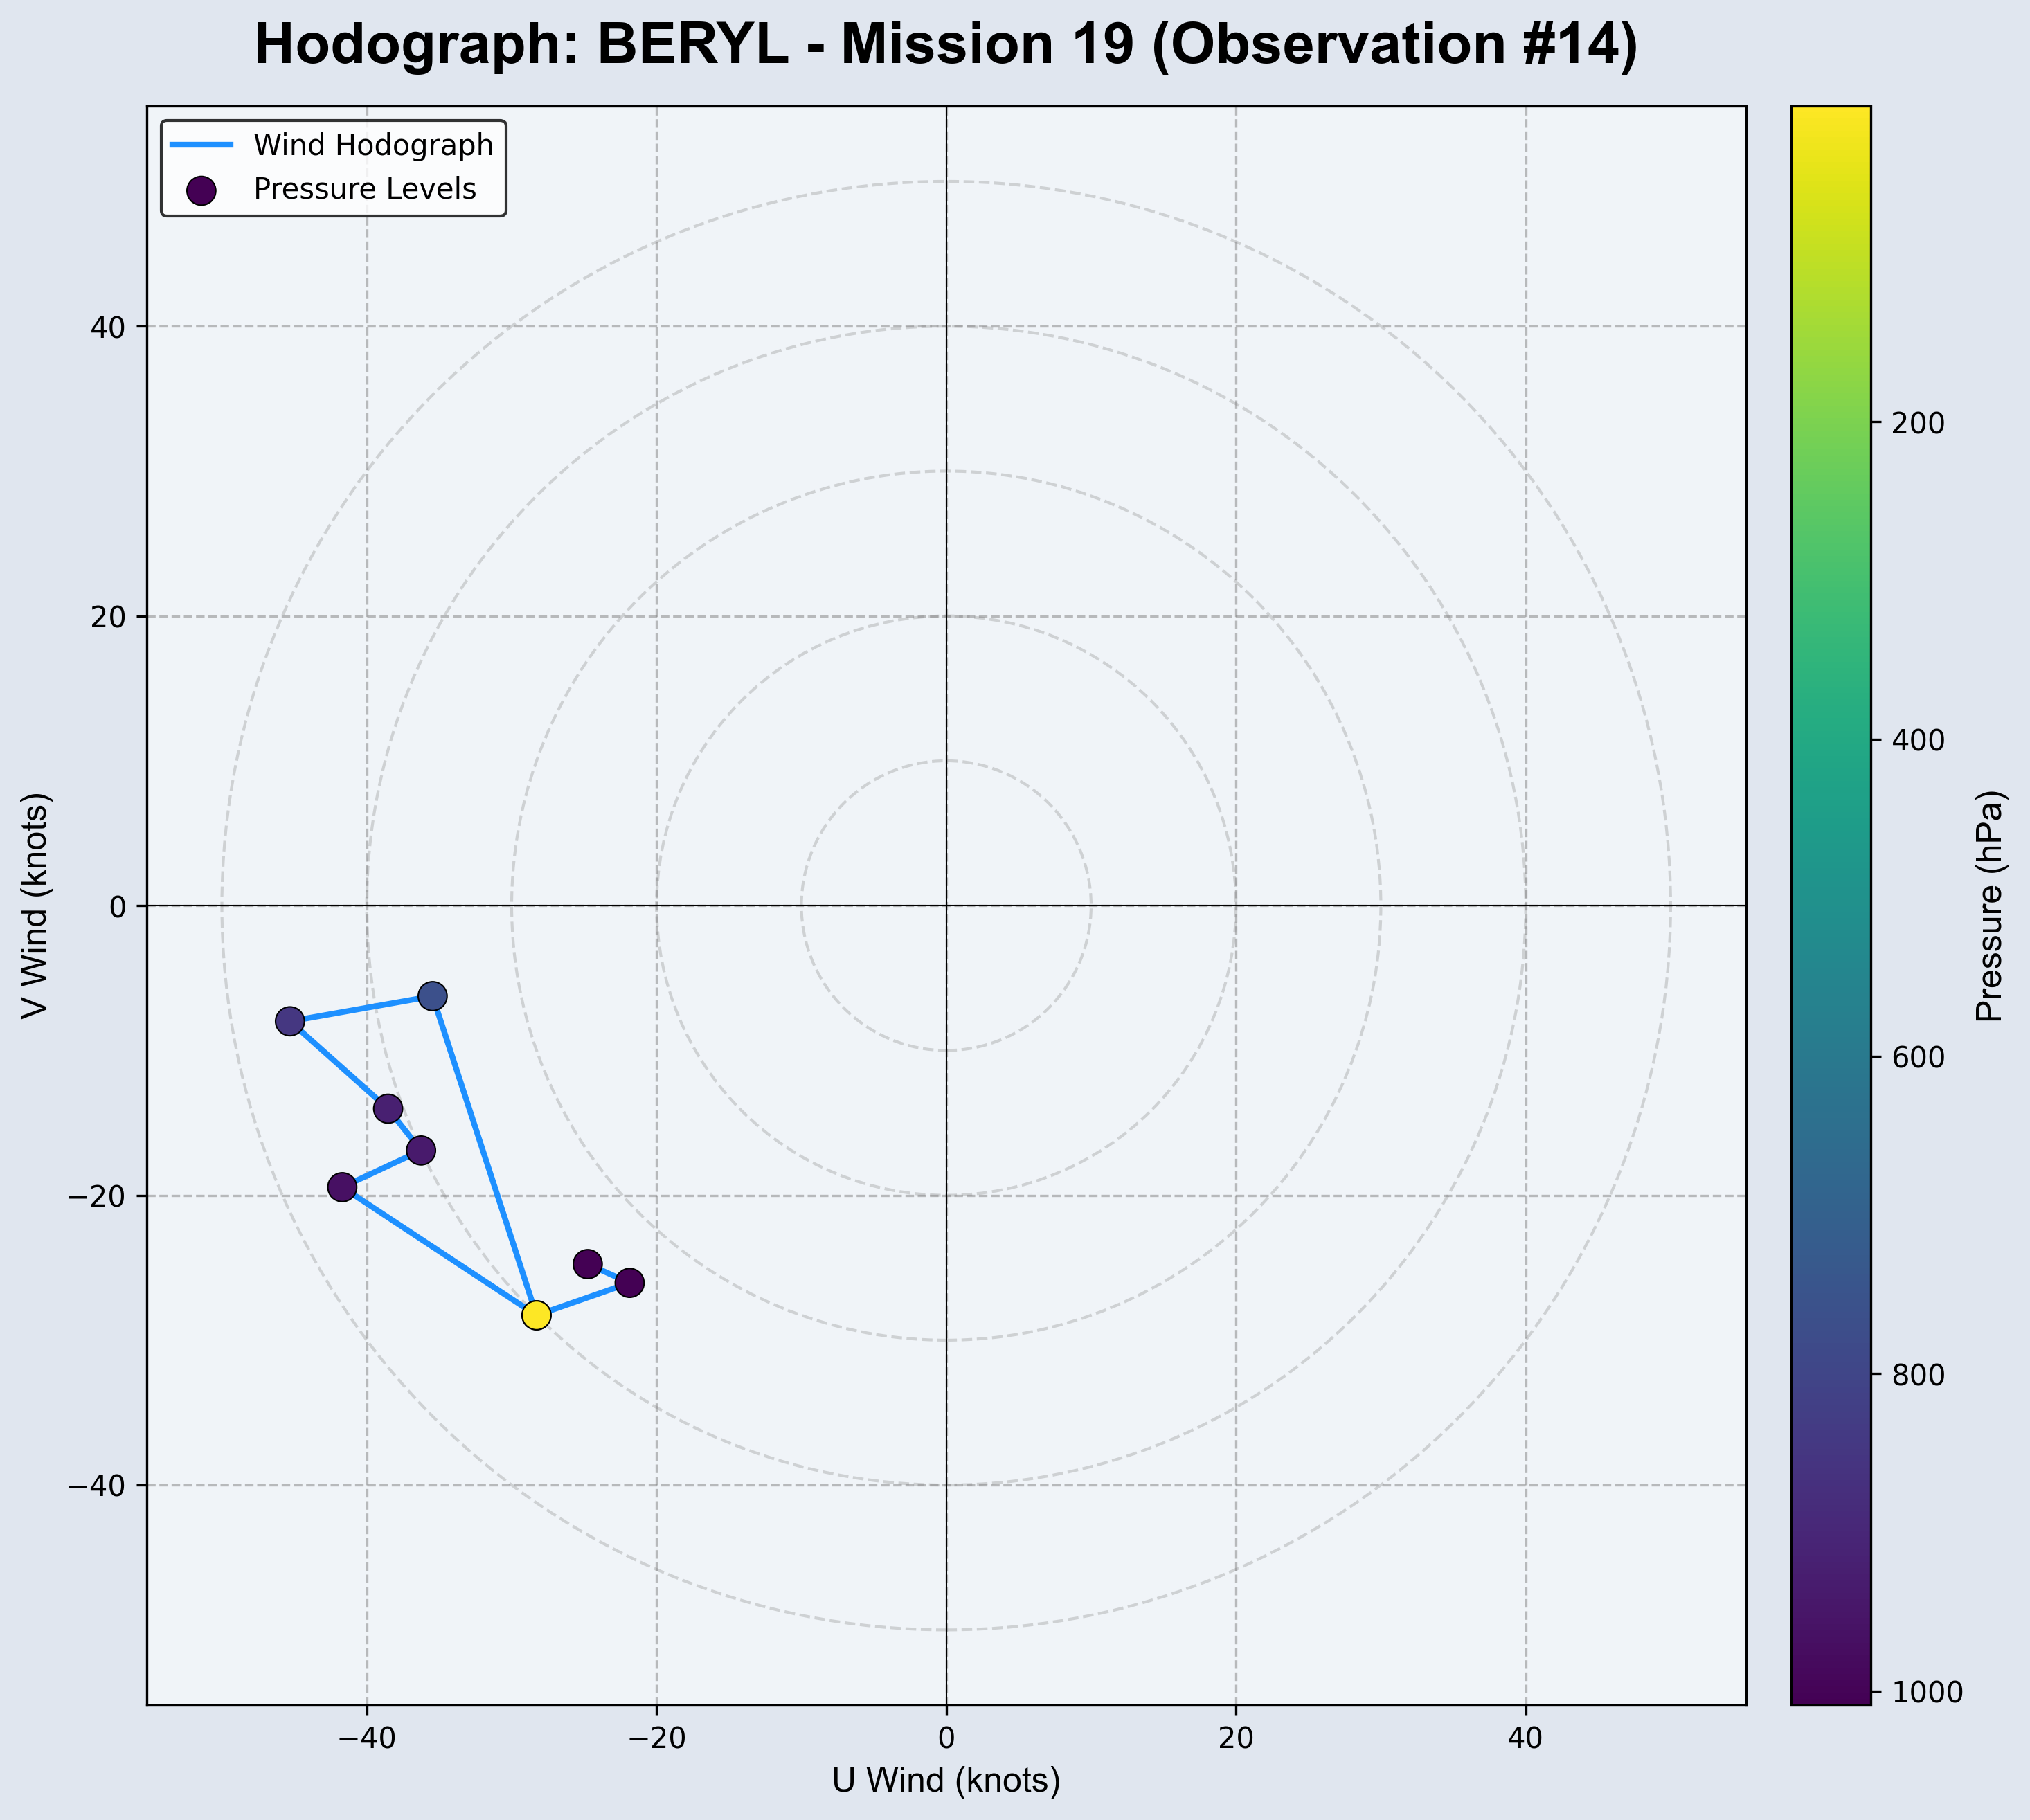 Hodograph: BERYL - Mission 19 (Observation #14)
Wind Hodograph
Pressure Levels
V Wind (knots)
40
20
0
−20
−40
−40
−20
0
20
40
U Wind (knots)
200
400
600
800
1000
Pressure (hPa)